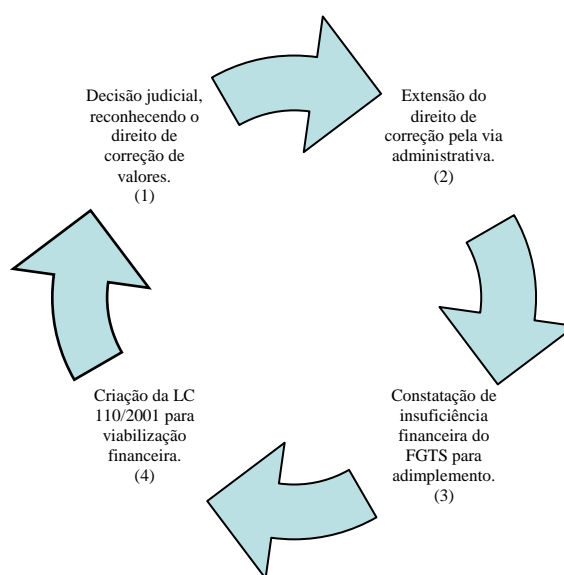 Decisão judicial,
reconhecendo o
direito de
correção de
valores.
(1)
Extensão do
direito de
correção pela via
administrativa.
(2)
Constatação de
insuficiência
financeira do
FGTS para
adimplemento.
(3)
Criação da LC
110/2001 para
viabilização
financeira.
(4)